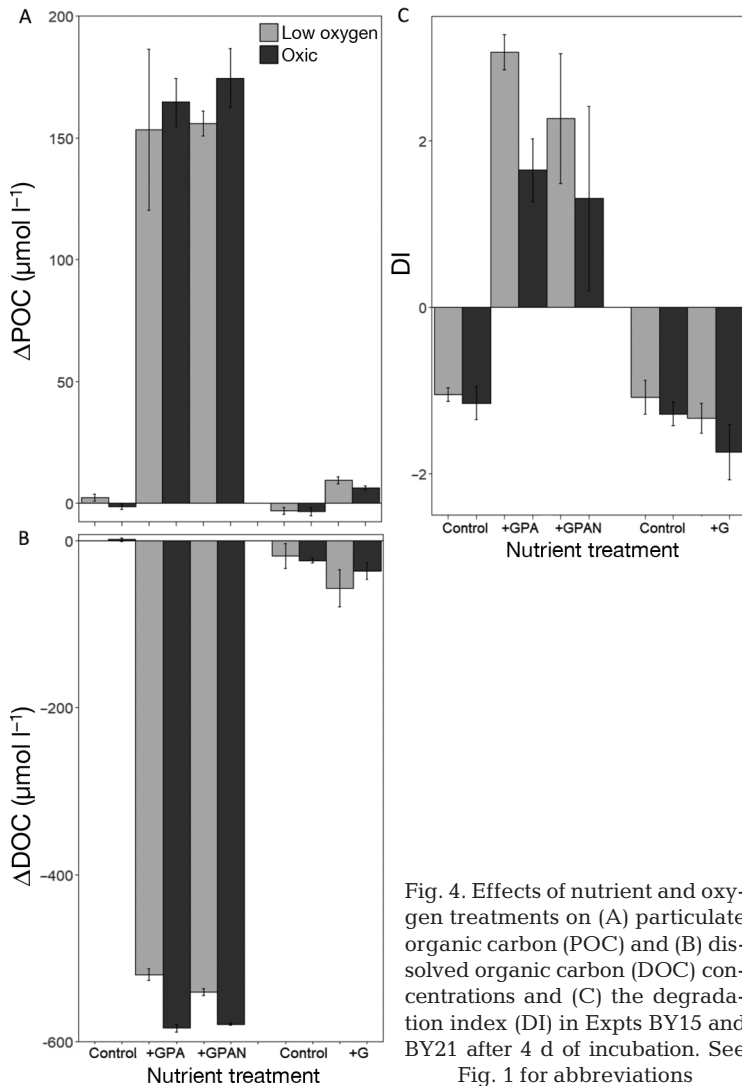 A
200
Low oxygen
Oxic
150
100
50
0
ΔPOC (µmol l⁻¹)
B
0
−200
−400
−600
ΔDOC (µmol l⁻¹)
Control +GPA +GPAN Control +G
Nutrient treatment
C
2
0
−2
DI
Control +GPA +GPAN Control +G
Nutrient treatment
Fig. 4. Effects of nutrient and oxy-
gen treatments on (A) particulate
organic carbon (POC) and (B) dis-
solved organic carbon (DOC) con-
centrations and (C) the degrada-
tion index (DI) in Expts BY15 and
BY21 after 4 d of incubation. See
Fig. 1 for abbreviations